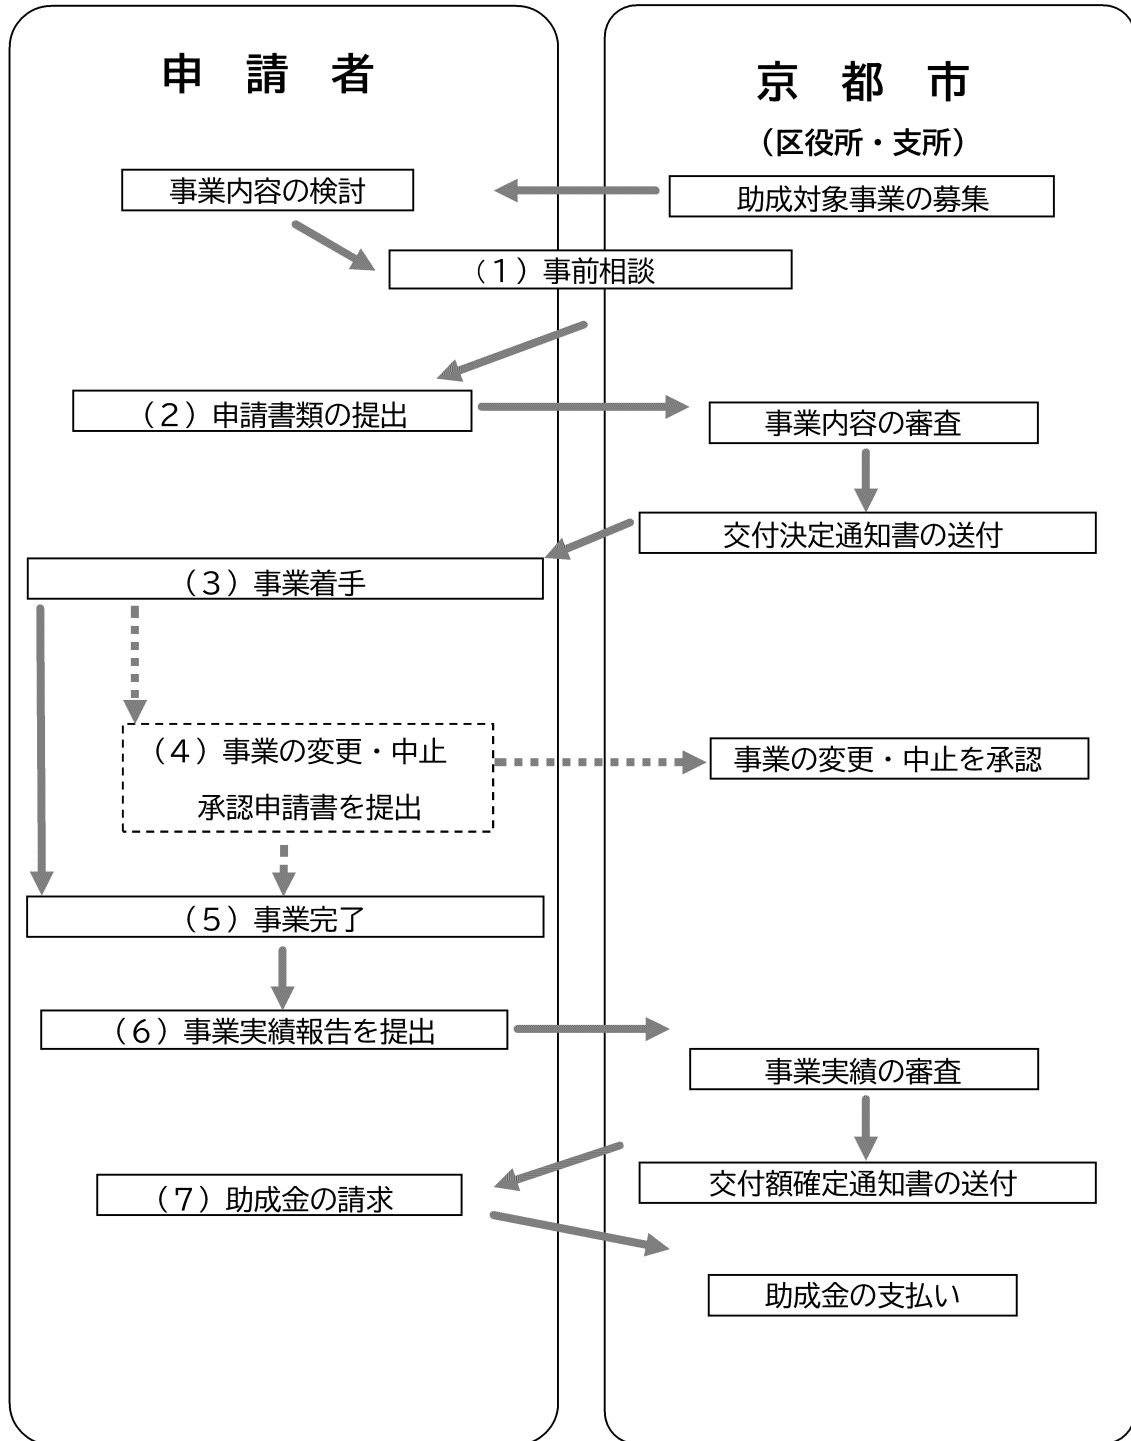 申　請　者
京　都　市
（区役所・支所）
事業内容の検討
助成対象事業の募集
（１）事前相談
（２）申請書類の提出
事業内容の審査
交付決定通知書の送付
（３）事業着手
（４）事業の変更・中止
承認申請書を提出
事業の変更・中止を承認
（５）事業完了
（６）事業実績報告を提出
事業実績の審査
交付額確定通知書の送付
（７）助成金の請求
助成金の支払い